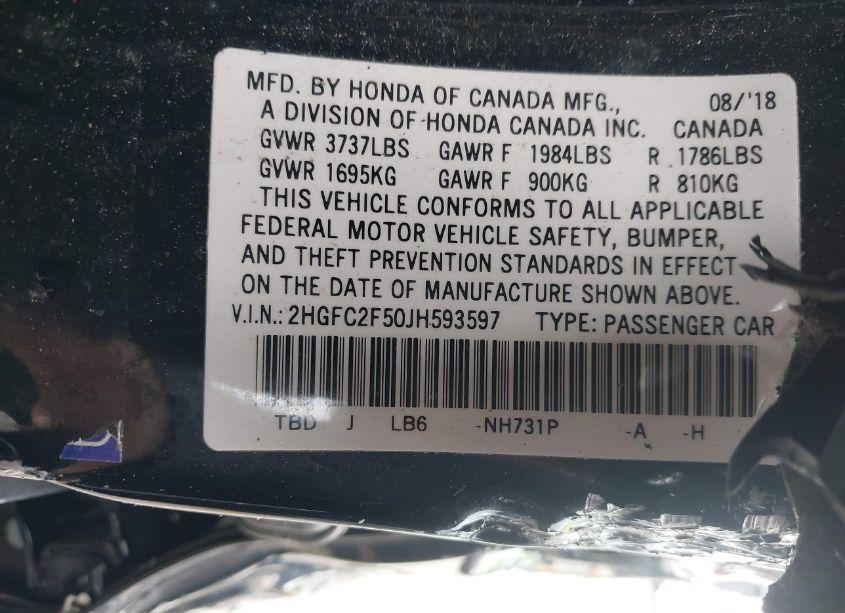 MFD. BY HONDA OF CANADA MFG., 08/'18
A DIVISION OF HONDA CANADA INC. CANADA
GVWR 3737LBS GAWR F 1984LBS R 1786LBS
GVWR 1695KG GAWR F 900KG R 810KG
THIS VEHICLE CONFORMS TO ALL APPLICABLE
FEDERAL MOTOR VEHICLE SAFETY, BUMPER,
AND THEFT PREVENTION STANDARDS IN EFFECT
ON THE DATE OF MANUFACTURE SHOWN ABOVE.
V.I.N.: 2HGFC2F50JH593597 TYPE: PASSENGER CAR
TBD J LB6 -NH731P -A -H